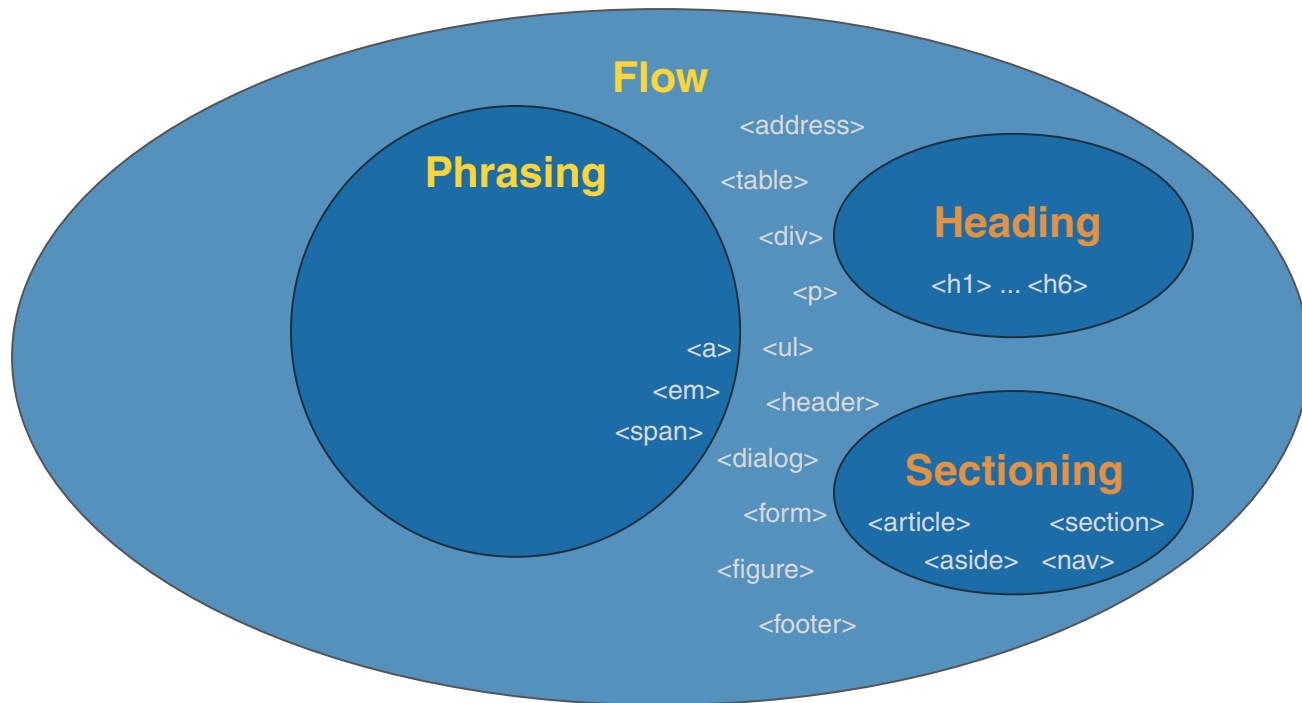 Flow
<address>
Phrasing
<table>
Heading
<div>
<h1> ... <h6>
<p>
<a>
<ul>
<em>
<header>
<span>
<dialog>
Sectioning
<form>
<article> <section>
<aside> <nav>
<figure>
<footer>